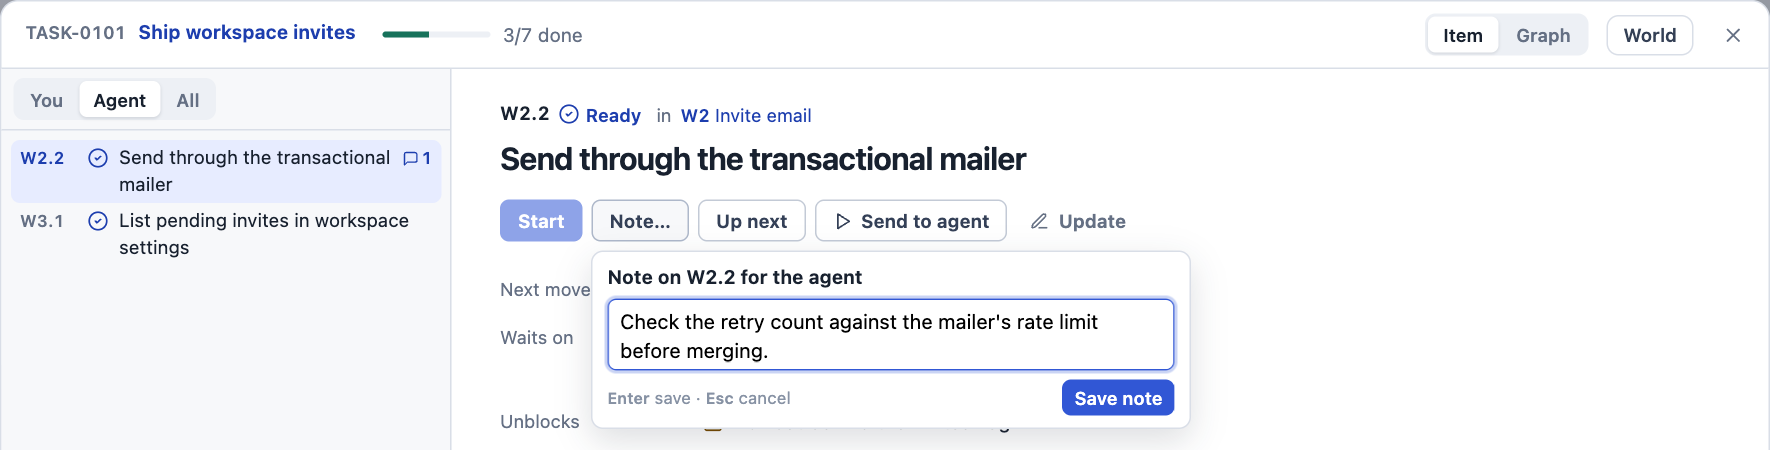 TASK-0101 Ship workspace invites 3/7 done Item Graph World
You Agent All
W2.2 Send through the transactional 1
mailer
W3.1 List pending invites in workspace
settings
W2.2 Ready in W2 Invite email
Send through the transactional mailer
Start Note... Up next Send to agent Update
Note on W2.2 for the agent
Next move
Check the retry count against the mailer's rate limit
before merging.
Waits on
Enter save · Esc cancel Save note
Unblocks